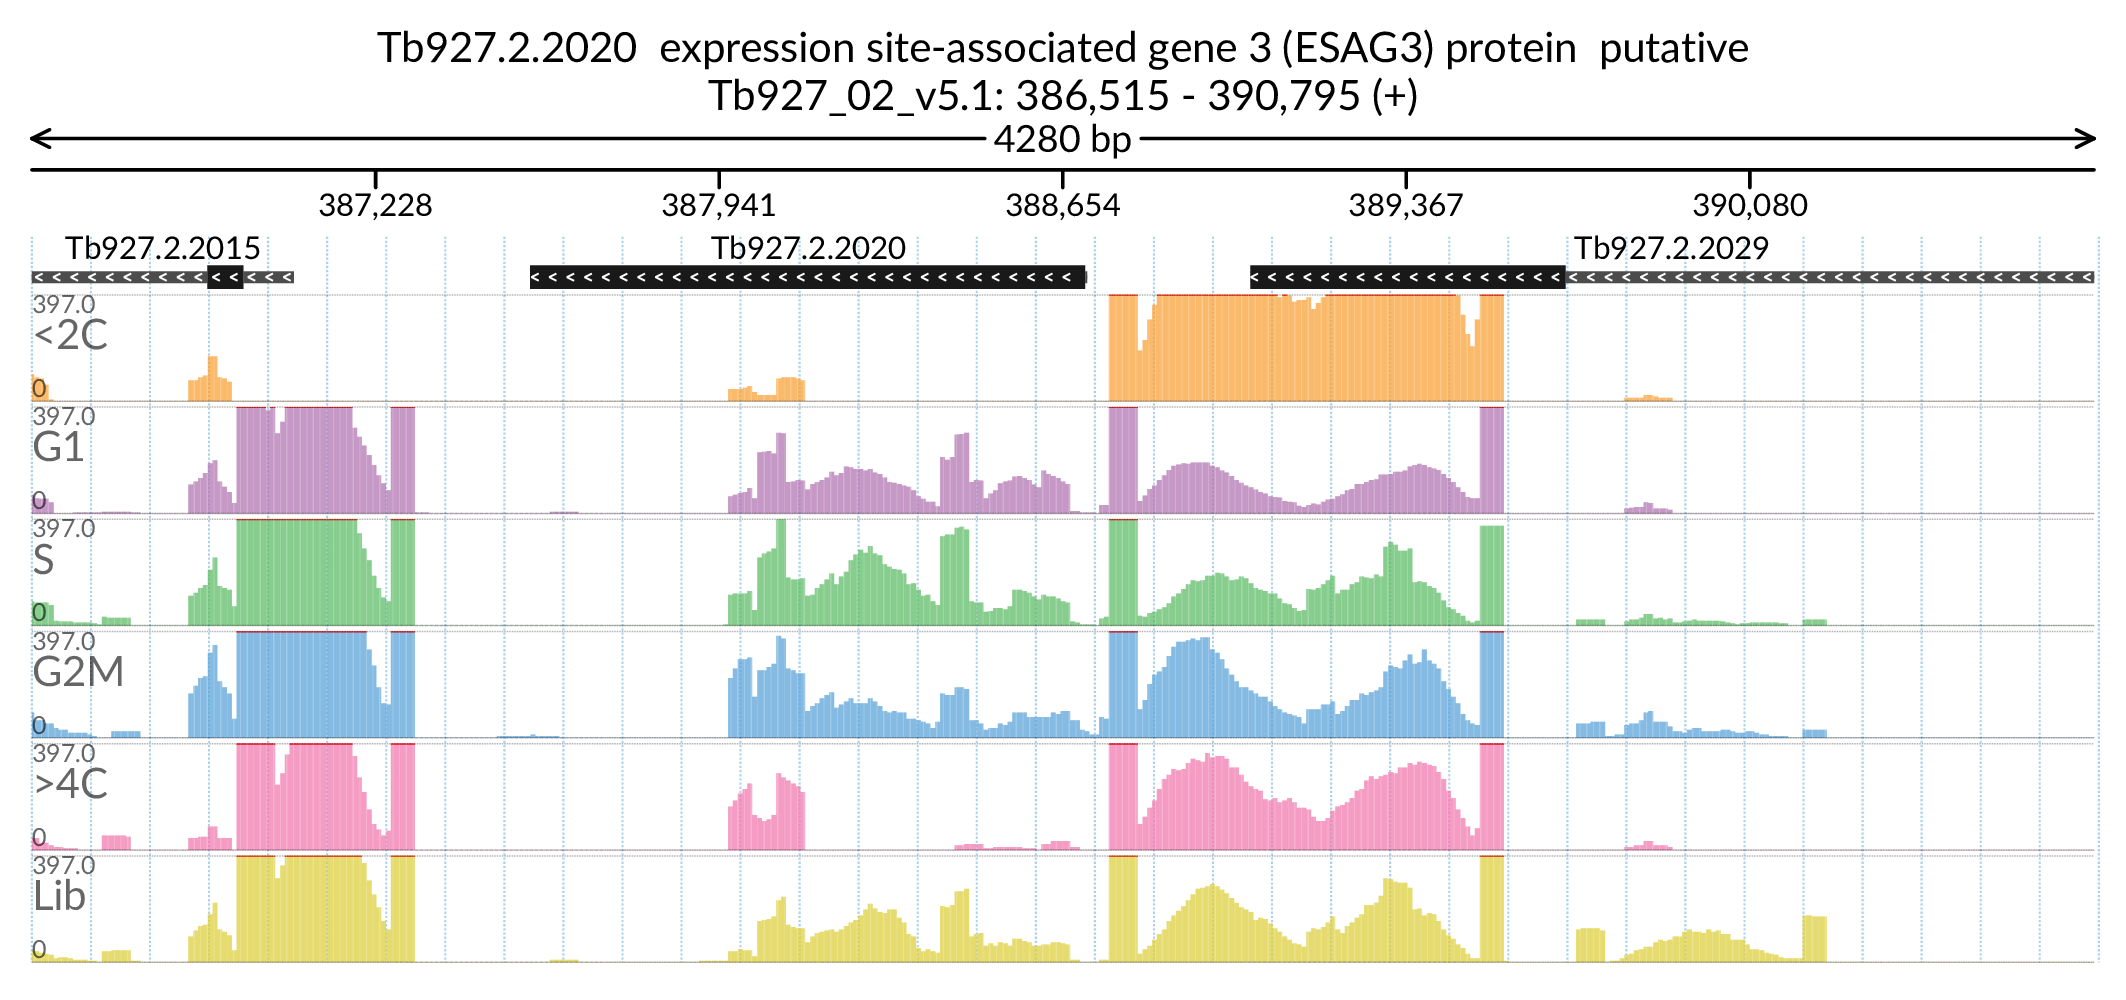 Tb927.2.2020  expression site-associated gene 3 (ESAG3) protein  putative
Tb927_02_v5.1: 386,515 - 390,795 (+)
4280 bp
387,228 387,941 388,654 389,367 390,080
Tb927.2.2015 Tb927.2.2020 Tb927.2.2029
397.0
<2C
0
397.0
G1
0
397.0
S
0
397.0
G2M
0
397.0
>4C
0
397.0
Lib
0